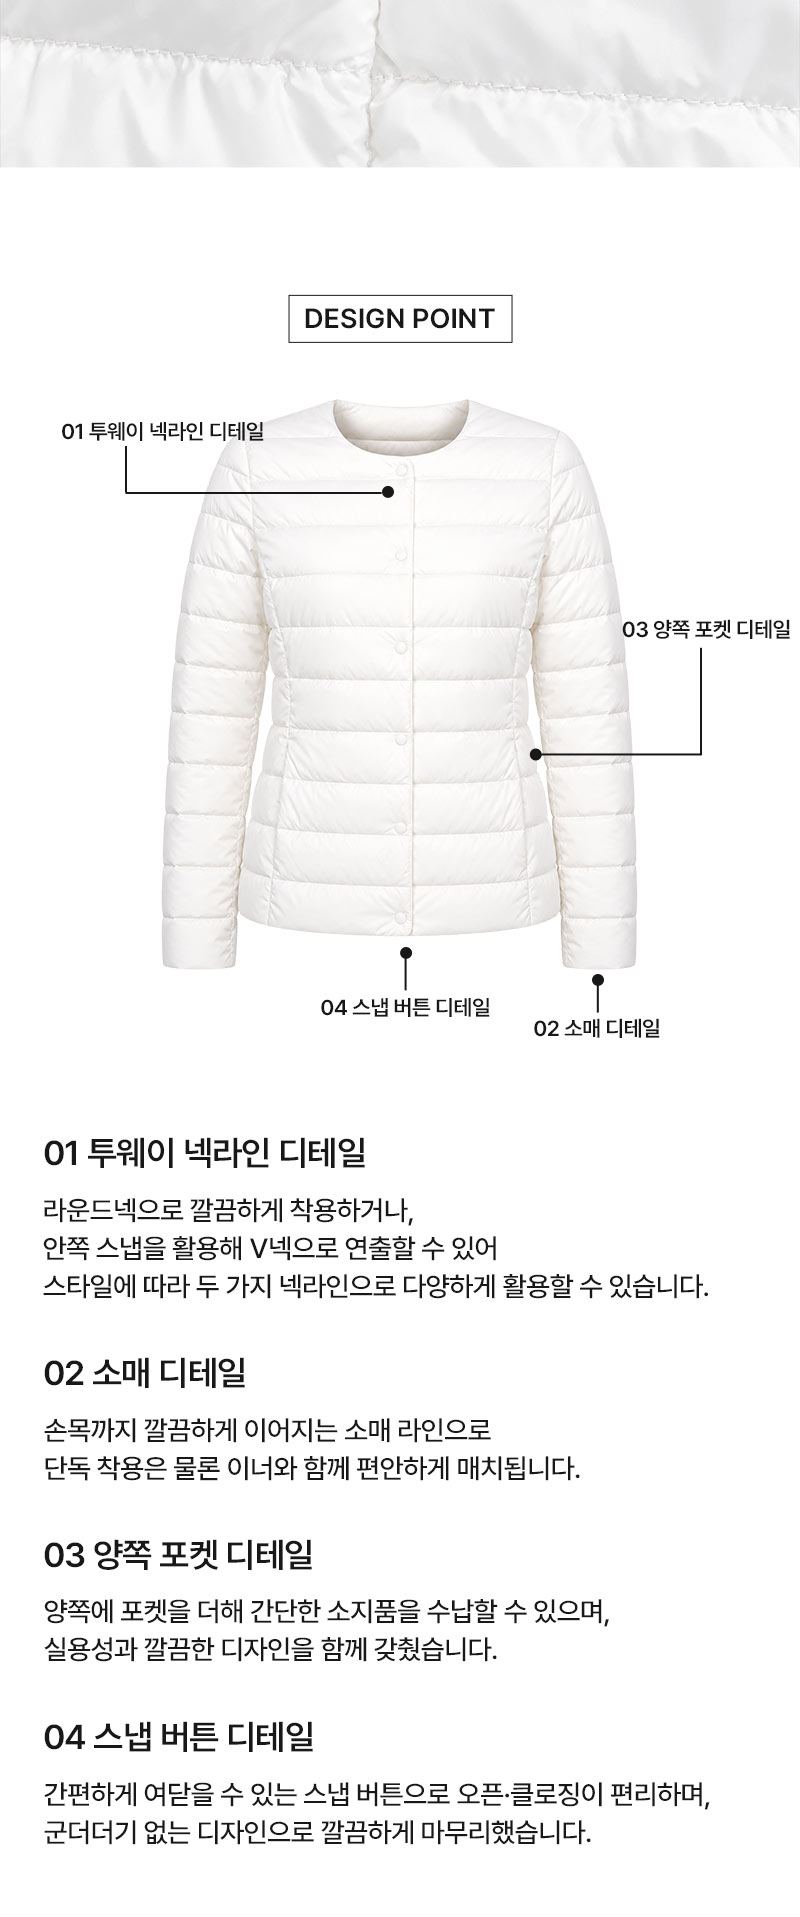 DESIGN POINT
01 투웨이 넥라인 디테일
03 양쪽 포켓 디테일
04 스냅 버튼 디테일
02 소매 디테일
01 투웨이 넥라인 디테일
라운드넥으로 깔끔하게 착용하거나,
안쪽 스냅을 활용해 V넥으로 연출할 수 있어
스타일에 따라 두 가지 넥라인으로 다양하게 활용할 수 있습니다.
02 소매 디테일
손목까지 깔끔하게 이어지는 소매 라인으로
단독 착용은 물론 이너와 함께 편안하게 매치됩니다.
03 양쪽 포켓 디테일
양쪽에 포켓을 더해 간단한 소지품을 수납할 수 있으며,
실용성과 깔끔한 디자인을 함께 갖췄습니다.
04 스냅 버튼 디테일
간편하게 여닫을 수 있는 스냅 버튼으로 오픈·클로징이 편리하며,
군더더기 없는 디자인으로 깔끔하게 마무리했습니다.